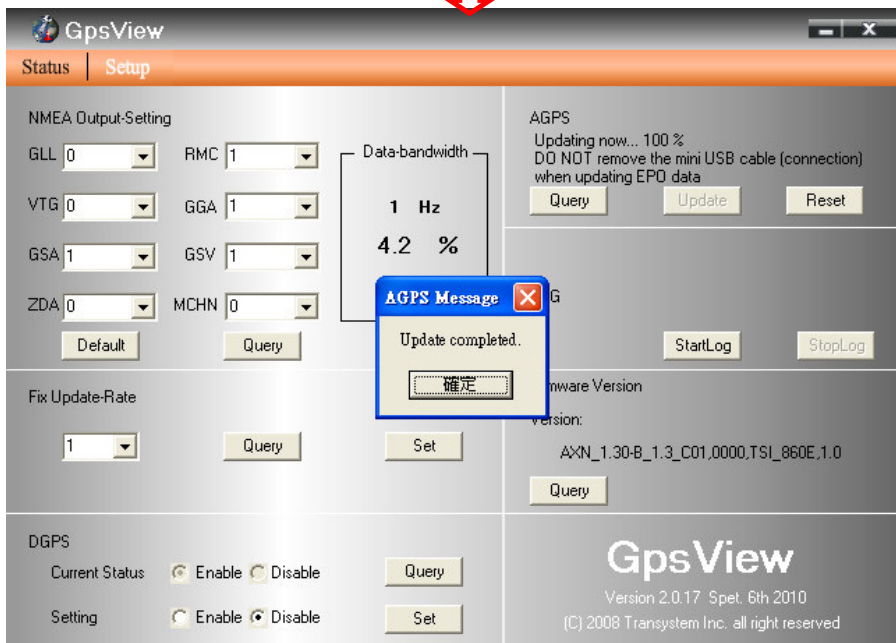 GpsView
Status Setup
NMEA Output-Setting
GLL 0 RMC 1
VTG 0 GGA 1
GSA 1 GSV 1
ZDA 0 MCHN 0
Default Query
Data-bandwidth
1 Hz
4.2 %
AGPS
Updating now... 100 %
DO NOT remove the mini USB cable (connection)
when updating EPO data
Query Update Reset
AGPS Message
Update completed.
確定
G
StartLog StopLog
Fix Update-Rate
1 Query Set
mware Version
Version:
AXN_1.30-B_1.3_C01,0000,TSI_860E,1.0
Query
DGPS
Current Status Enable Disable Query
Setting Enable Disable Set
GpsView
Version 2.0.17 Spet. 6th 2010
(C) 2008 Transystem Inc. all right reserved